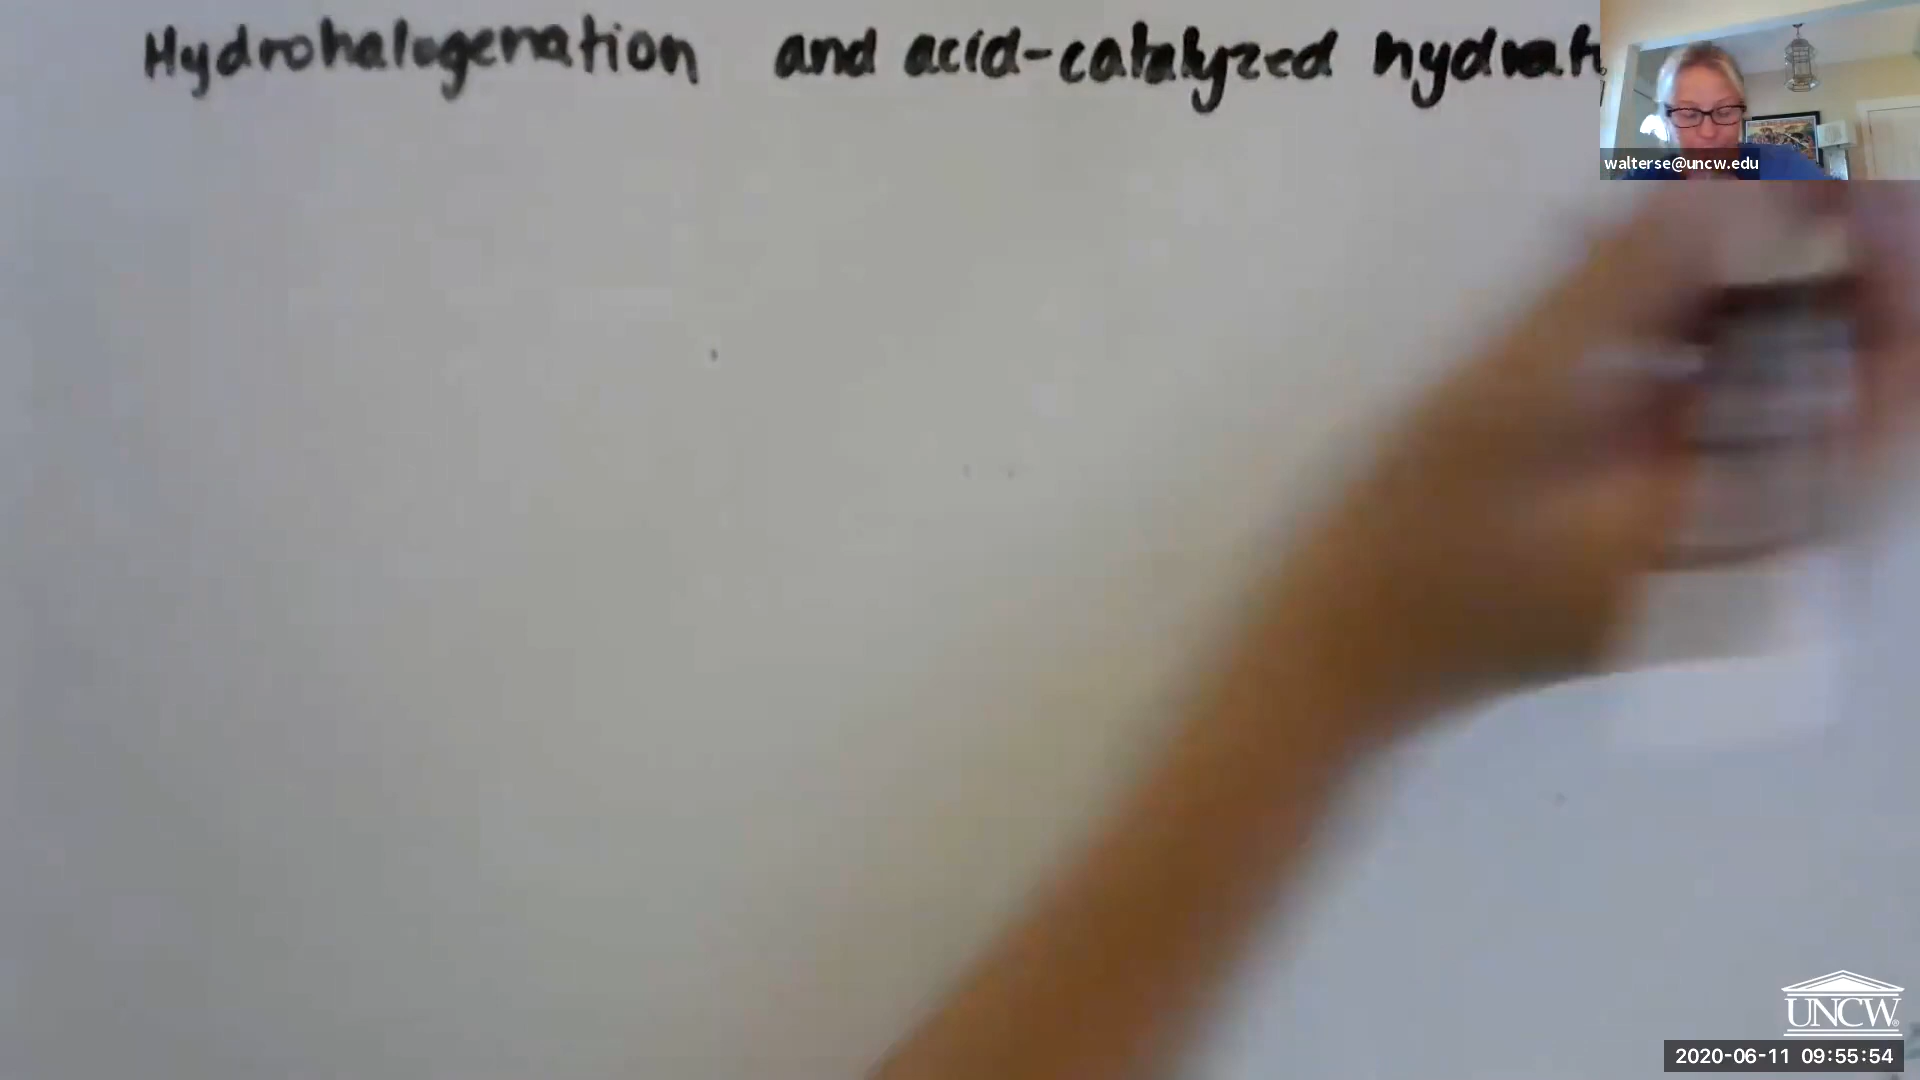 Hydrohalogenation and acid-catalyzed hydrat
walterse@uncw.edu
UNCW
2020-06-11 09:55:54